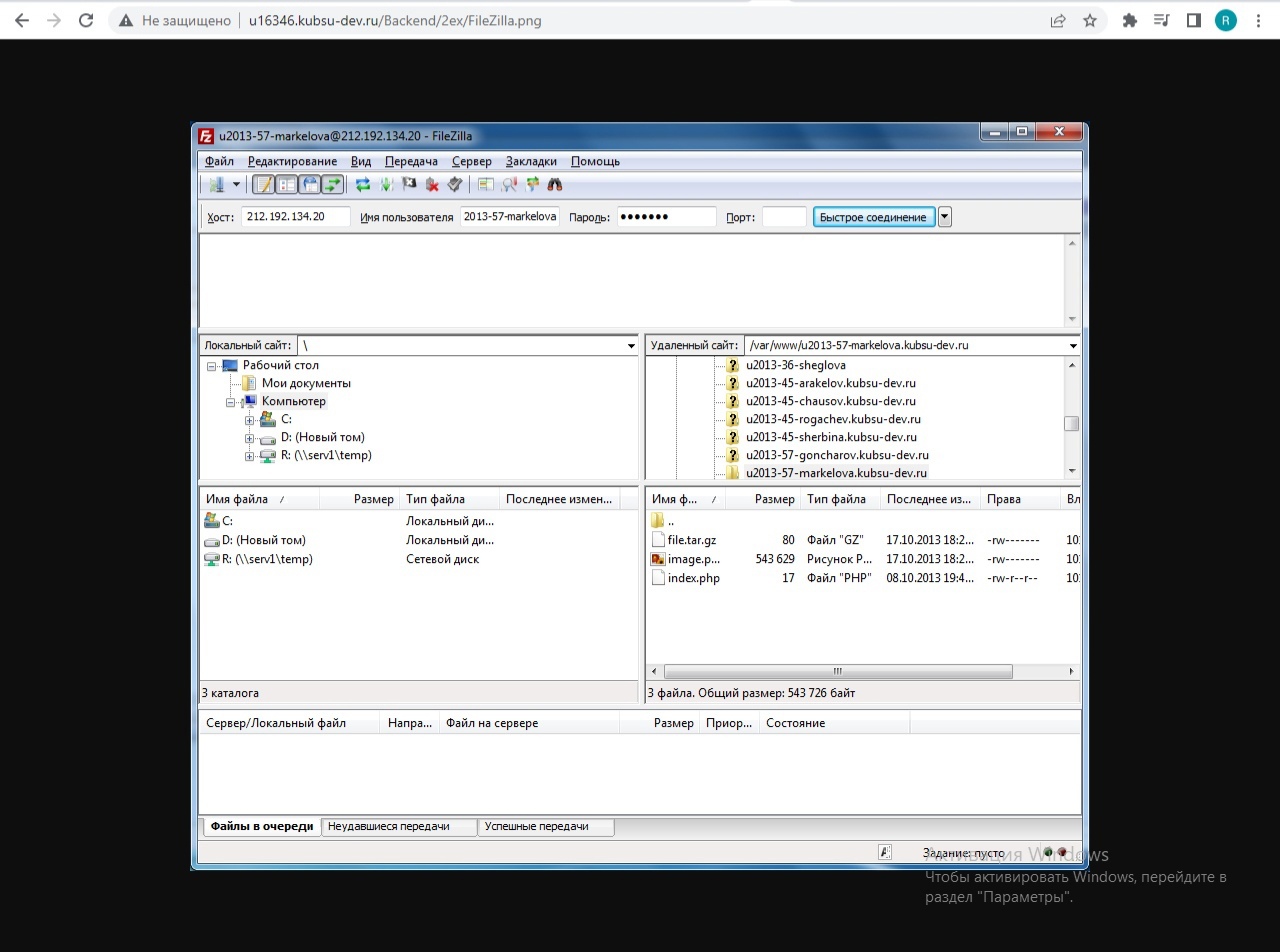 Не защищено u16346.kubsu-dev.ru/Backend/2ex/FileZilla.png R
Fz u2013-57-markelova@212.192.134.20 - FileZilla
Файл Редактирование Вид Передача Сервер Закладки Помощь
Хост: 212.192.134.20 Имя пользователя 2013-57-markelova Пароль: ●●●●●●● Порт: Быстрое соединение
Локальный сайт: \
Рабочий стол
Мои документы
Компьютер
C:
D: (Новый том)
R: (\\serv1\temp)
Удаленный сайт: /var/www/u2013-57-markelova.kubsu-dev.ru
? u2013-36-sheglova
? u2013-45-arakelov.kubsu-dev.ru
? u2013-45-chausov.kubsu-dev.ru
? u2013-45-rogachev.kubsu-dev.ru
? u2013-45-sherbina.kubsu-dev.ru
? u2013-57-goncharov.kubsu-dev.ru
u2013-57-markelova.kubsu-dev.ru
Имя файла / Размер Тип файла Последнее измен...
C: Локальный ди...
D: (Новый том) Локальный ди...
R: (\\serv1\temp) Сетевой диск
3 каталога
Имя ф... / Размер Тип файла Последнее из... Права Вл
..
file.tar.gz 80 Файл "GZ" 17.10.2013 18:2... -rw------- 10
image.p... 543 629 Рисунок P... 17.10.2013 18:2... -rw------- 10
index.php 17 Файл "PHP" 08.10.2013 19:4... -rw-r--r-- 10
3 файла. Общий размер: 543 726 байт
Сервер/Локальный файл Напра... Файл на сервере Размер Приор... Состояние
Файлы в очереди Неудавшиеся передачи Успешные передачи
Задание: пусто
Активация Windows
Чтобы активировать Windows, перейдите в
раздел "Параметры".